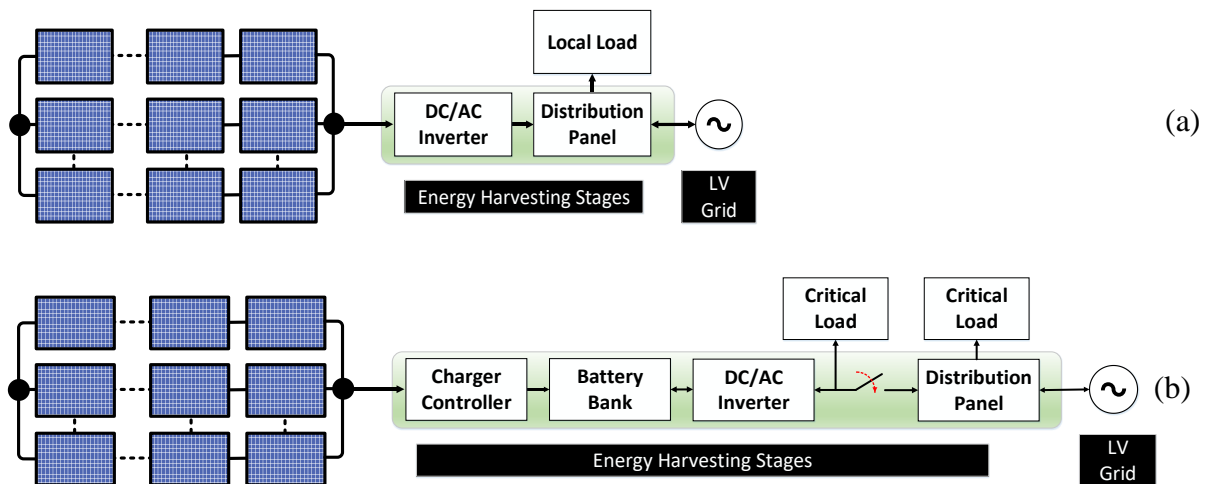 Local Load
DC/AC
Inverter
Distribution
Panel
(a)
Energy Harvesting Stages
LV
Grid
Critical
Load
Critical
Load
Charger
Controller
Battery
Bank
DC/AC
Inverter
Distribution
Panel
(b)
Energy Harvesting Stages
LV
Grid